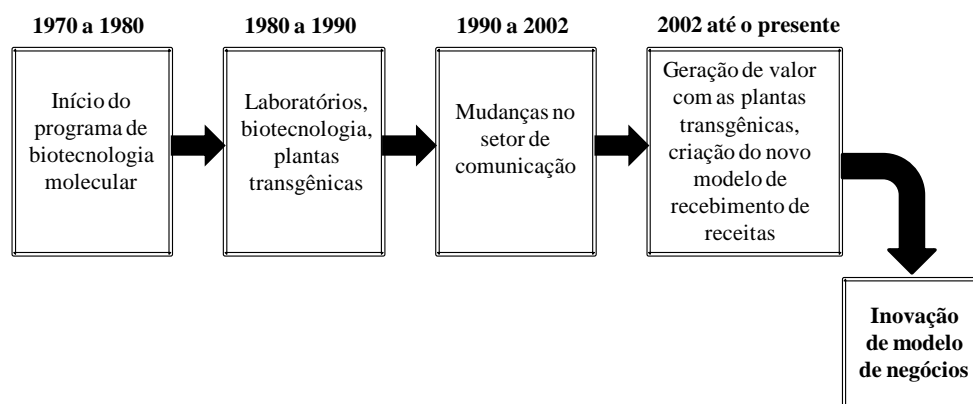 1970 a 1980
Início do
programa de
biotecnologia
molecular
1980 a 1990
Laboratórios,
biotecnologia,
plantas
transgênicas
1990 a 2002
Mudanças no
setor de
comunicação
2002 até o presente
Geração de valor
com as plantas
transgênicas,
criação do novo
modelo de
recebimento de
receitas
Inovação
de modelo
de negócios